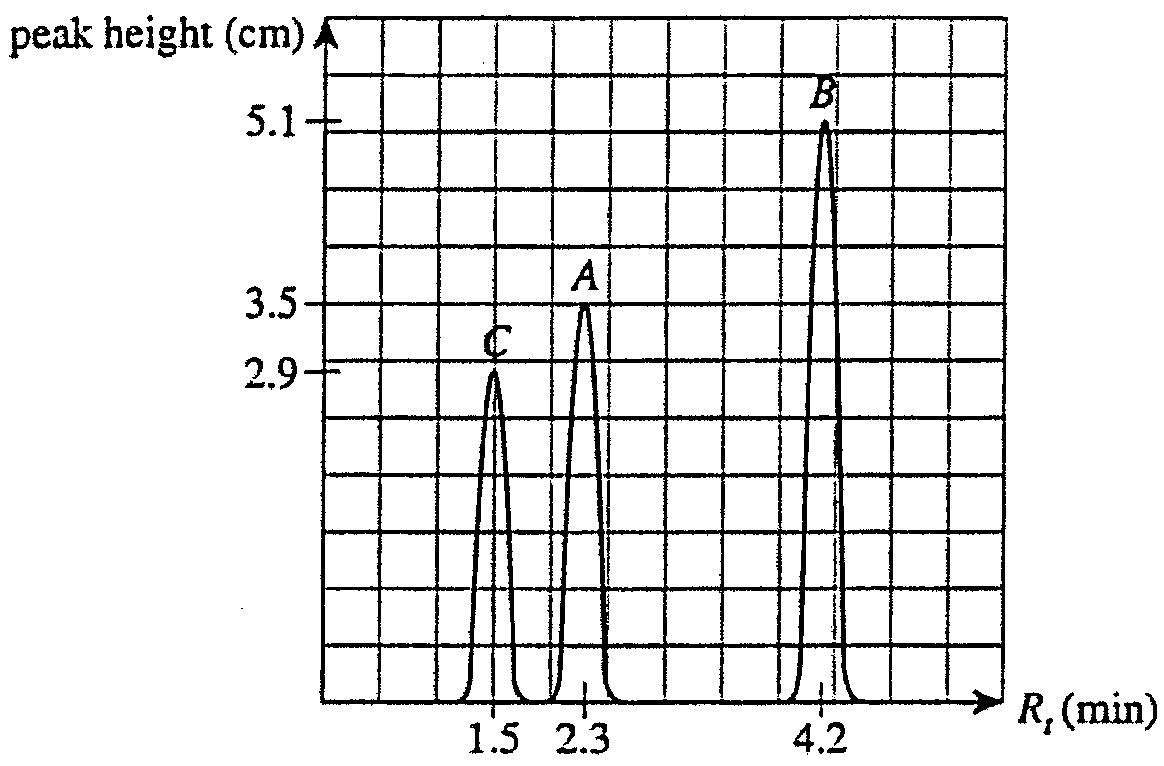 peak height (cm)
B
5.1
A
3.5
C
2.9
1.5 2.3 4.2
Rt (min)